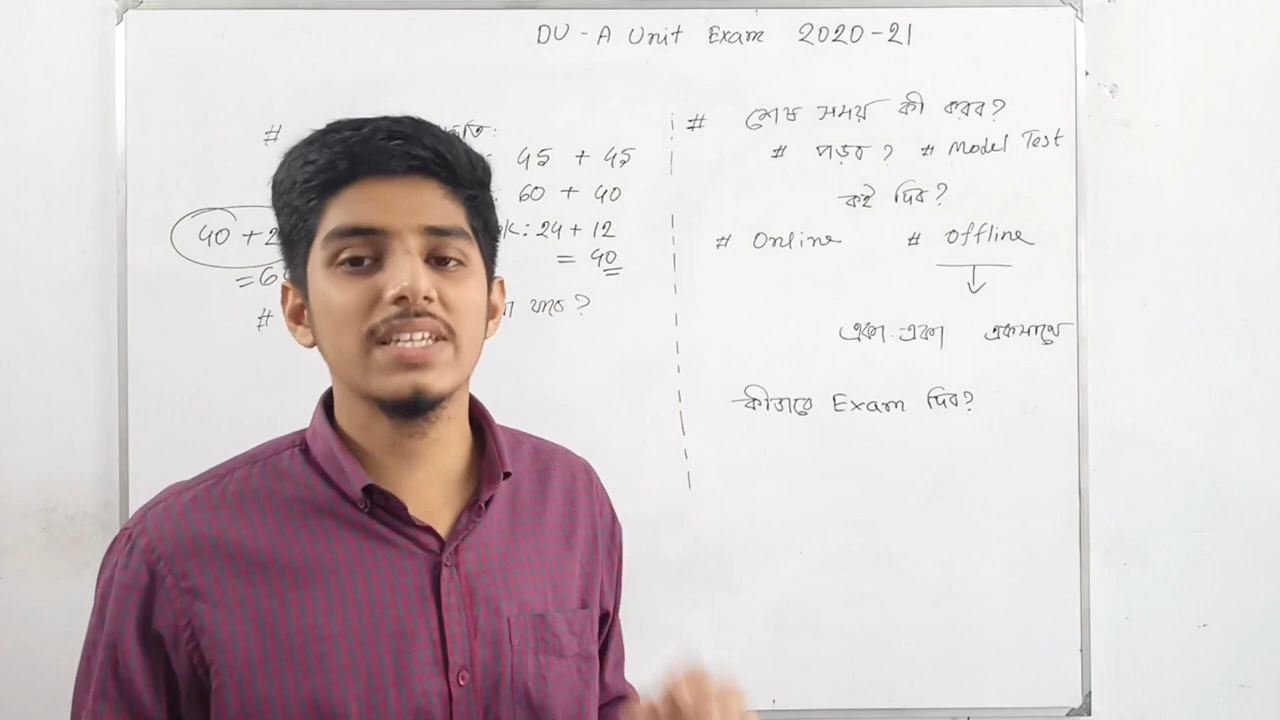 DU - A Unit Exam 2020-21
#
: 45 + 45
: 60 + 40
40 + 2
k: 24 + 12
= 40
= 6
# যাবে?
# শেষ সময় কী করব?
# পড়ব? # Model Test
কই দিব?
# Online # Offline
একা একা একসাথে
কীভাবে Exam দিব?